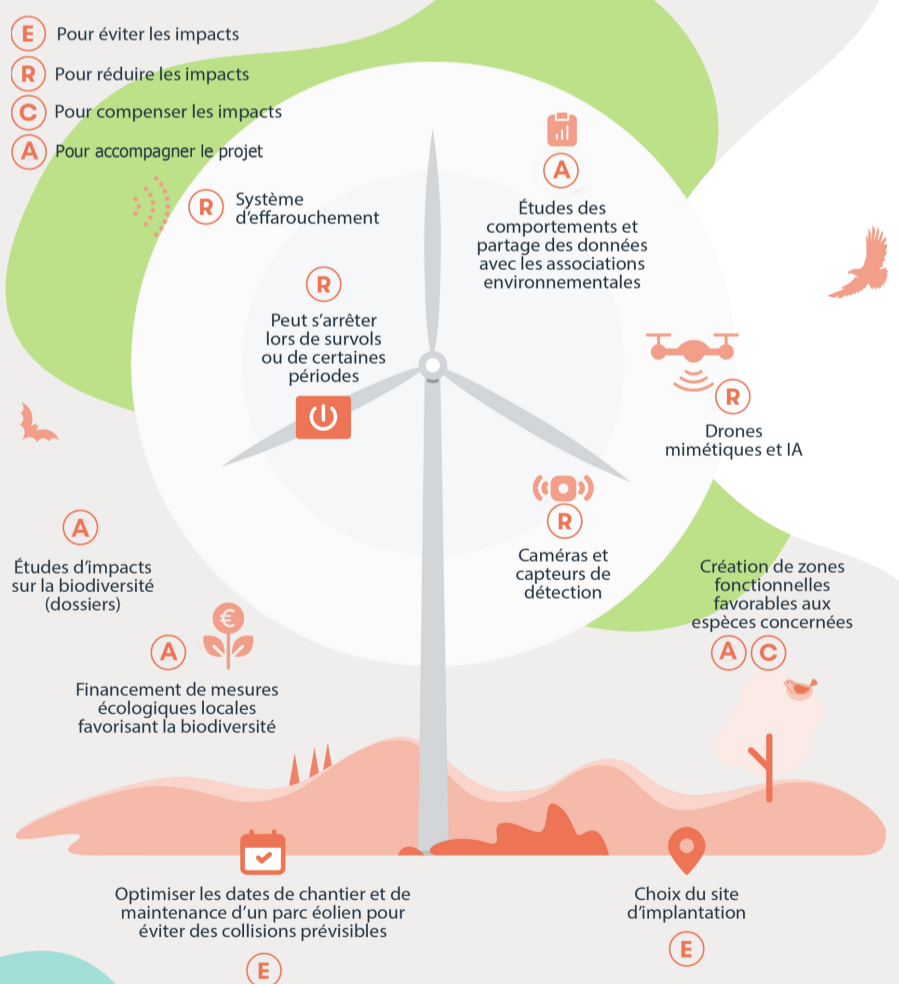 E Pour éviter les impacts
R Pour réduire les impacts
C Pour compenser les impacts
A Pour accompagner le projet
R Système
d’effarouchement
A
Études des
comportements et
partage des données
avec les associations
environnementales
R
Peut s’arrêter
lors de survols
ou de certaines
périodes
R
Drones
mimétiques et IA
R
Caméras et
capteurs de
détection
A
Études d’impacts
sur la biodiversité
(dossiers)
Création de zones
fonctionnelles
favorables aux
espèces concernées
A C
€
A
Financement de mesures
écologiques locales
favorisant la biodiversité
Optimiser les dates de chantier et de
maintenance d’un parc éolien pour
éviter des collisions prévisibles
E
Choix du site
d’implantation
E